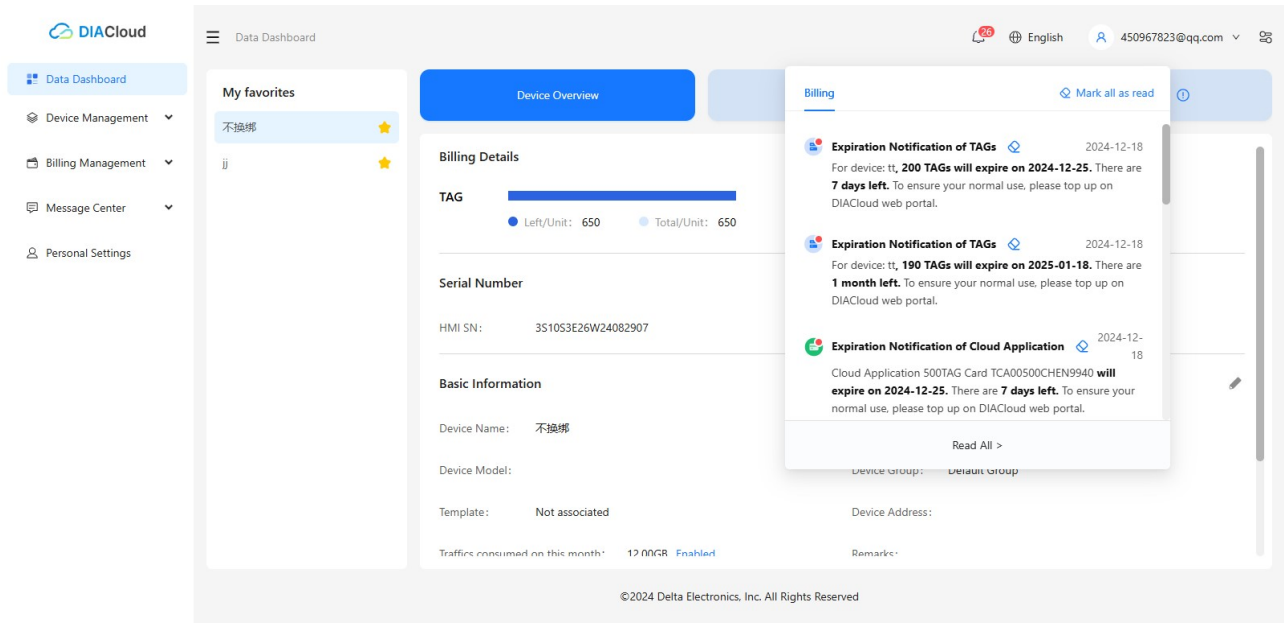 DIACloud
Data Dashboard
Device Management
Billing Management
Message Center
Personal Settings
Data Dashboard
26
English
450967823@qq.com
My favorites
不换绑
jj
Device Overview
Billing Details
TAG
Left/Unit: 650
Total/Unit: 650
Serial Number
HMI SN: 3S10S3E26W24082907
Basic Information
Device Name: 不换绑
Device Model:
Device Group: Default Group
Template: Not associated
Device Address:
Traffics consumed on this month: 12.00GB Enabled
Remarks:
Billing
Mark all as read
Expiration Notification of TAGs 2024-12-18
For device: tt, 200 TAGs will expire on 2024-12-25. There are
7 days left. To ensure your normal use, please top up on
DIACloud web portal.
Expiration Notification of TAGs 2024-12-18
For device: tt, 190 TAGs will expire on 2025-01-18. There are
1 month left. To ensure your normal use, please top up on
DIACloud web portal.
Expiration Notification of Cloud Application 2024-12-
18
Cloud Application 500TAG Card TCA00500CHEN9940 will
expire on 2024-12-25. There are 7 days left. To ensure your
normal use, please top up on DIACloud web portal.
Read All >
©2024 Delta Electronics, Inc. All Rights Reserved